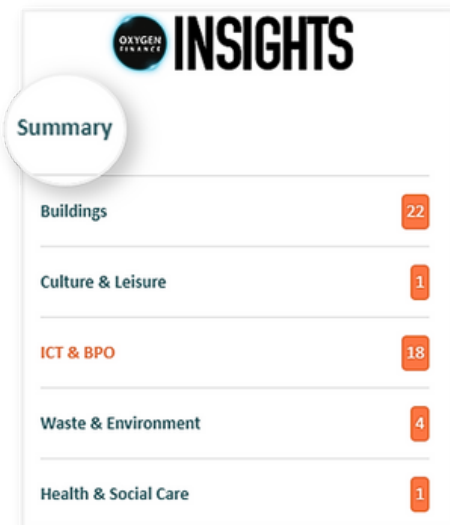 OXYGEN
FINANCE
INSIGHTS
Summary
Buildings 22
Culture & Leisure 1
ICT & BPO 18
Waste & Environment 4
Health & Social Care 1